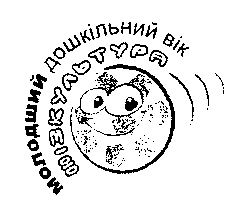 МОЛОДШИЙ ДОШКІЛЬНИЙ ВІК
ФІЗКУЛЬТУРА